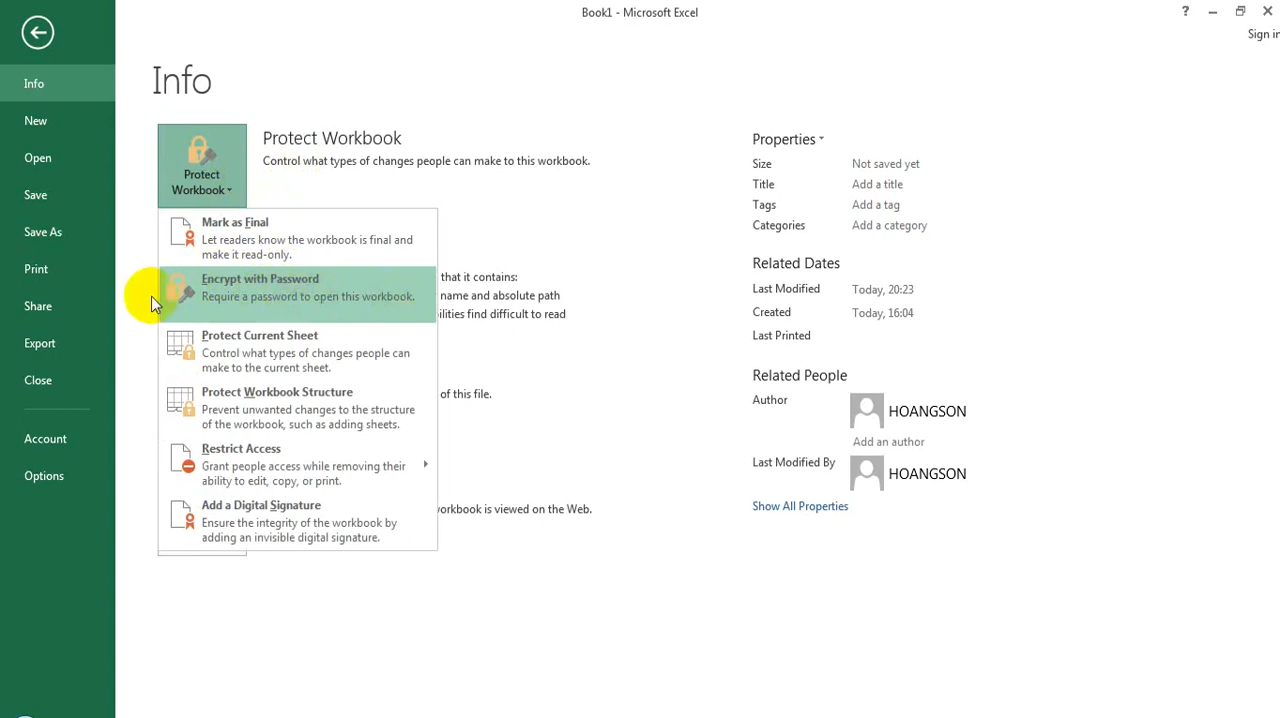 Book1 - Microsoft Excel
?
Sign in
Info
New
Open
Save
Save As
Print
Share
Export
Close
Account
Options
Info
Protect
Workbook
Protect Workbook
Control what types of changes people can make to this workbook.
Mark as Final
Let readers know the workbook is final and
make it read-only.
Encrypt with Password
Require a password to open this workbook.
Protect Current Sheet
Control what types of changes people can
make to the current sheet.
Protect Workbook Structure
Prevent unwanted changes to the structure
of the workbook, such as adding sheets.
Restrict Access
Grant people access while removing their
ability to edit, copy, or print.
Add a Digital Signature
Ensure the integrity of the workbook by
adding an invisible digital signature.
that it contains:
name and absolute path
ilities find difficult to read
of this file.
workbook is viewed on the Web.
Properties
Size Not saved yet
Title Add a title
Tags Add a tag
Categories Add a category
Related Dates
Last Modified Today, 20:23
Created Today, 16:04
Last Printed
Related People
Author HOANGSON
Add an author
Last Modified By HOANGSON
Show All Properties